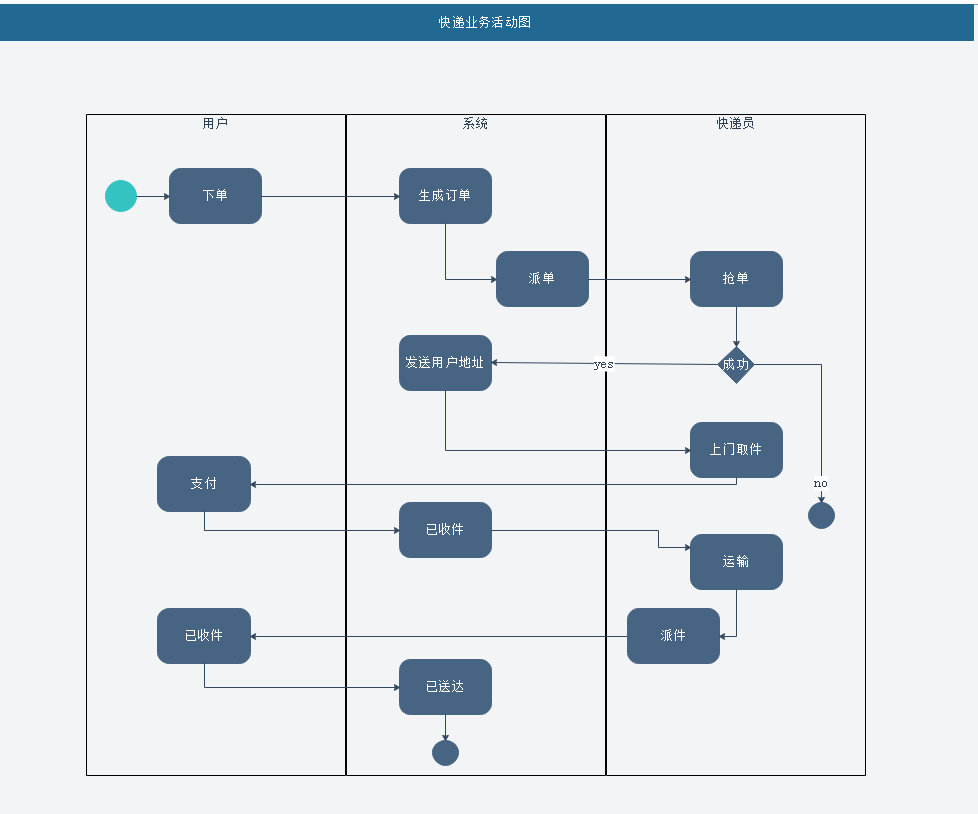 快递业务活动图
用户
系统
快递员
下单
生成订单
派单
抢单
发送用户地址
yes
成功
上门取件
支付
no
已收件
运输
已收件
派件
已送达